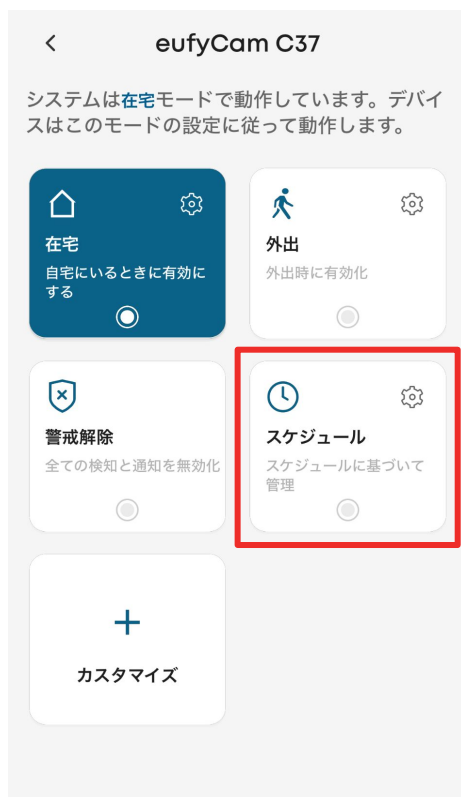 eufyCam C37
システムは在宅モードで動作しています。デバイ
スはこのモードの設定に従って動作します。
在宅
自宅にいるときに有効に
する
外出
外出時に有効化
警戒解除
全ての検知と通知を無効化
スケジュール
スケジュールに基づいて
管理
カスタマイズ